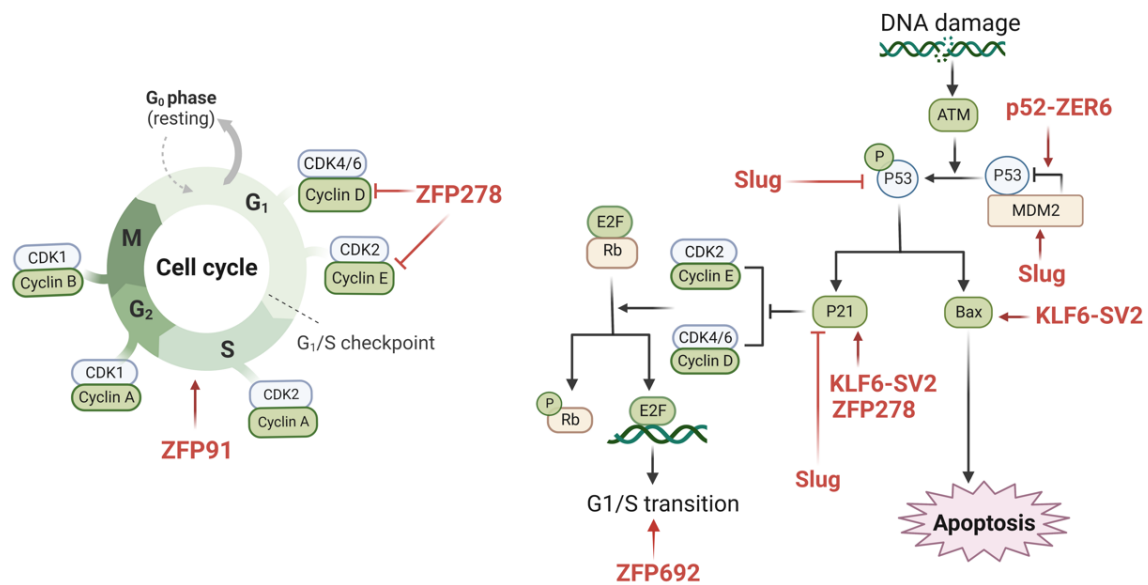 G₀ phase
(resting)
CDK4/6
Cyclin D
ZFP278
G₁
M
CDK2
Cyclin E
CDK1
Cyclin B
Cell cycle
G₂
S
G₁/S checkpoint
CDK1
Cyclin A
CDK2
Cyclin A
ZFP91
DNA damage
ATM
p52-ZER6
P
P53
P53
MDM2
Slug
Slug
E2F
Rb
CDK2
Cyclin E
CDK4/6
Cyclin D
P21
Bax
KLF6-SV2
KLF6-SV2
ZFP278
P
Rb
E2F
Slug
G1/S transition
ZFP692
Apoptosis